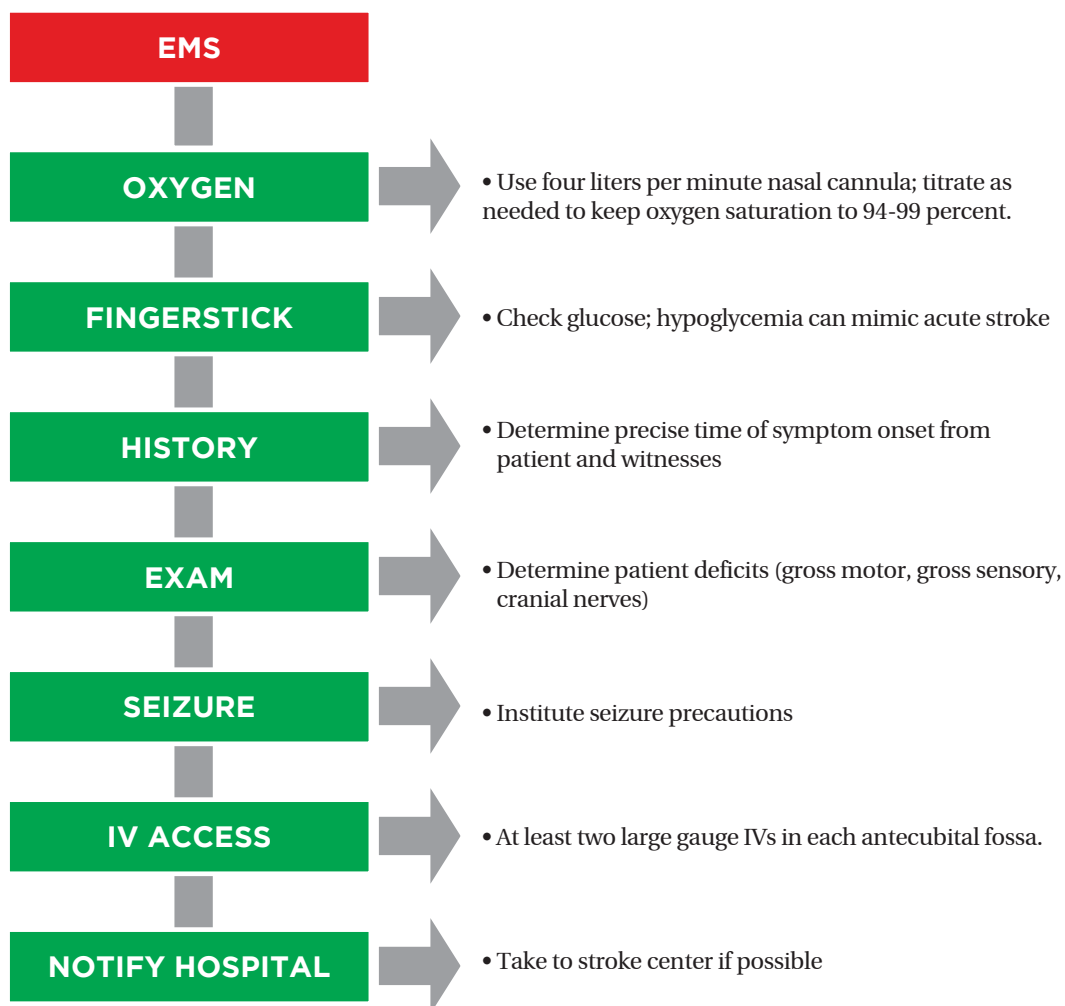 EMS
OXYGEN
• Use four liters per minute nasal cannula; titrate as
needed to keep oxygen saturation to 94-99 percent.
FINGERSTICK
• Check glucose; hypoglycemia can mimic acute stroke
HISTORY
• Determine precise time of symptom onset from
patient and witnesses
EXAM
• Determine patient deficits (gross motor, gross sensory,
cranial nerves)
SEIZURE
• Institute seizure precautions
IV ACCESS
• At least two large gauge IVs in each antecubital fossa.
NOTIFY HOSPITAL
• Take to stroke center if possible